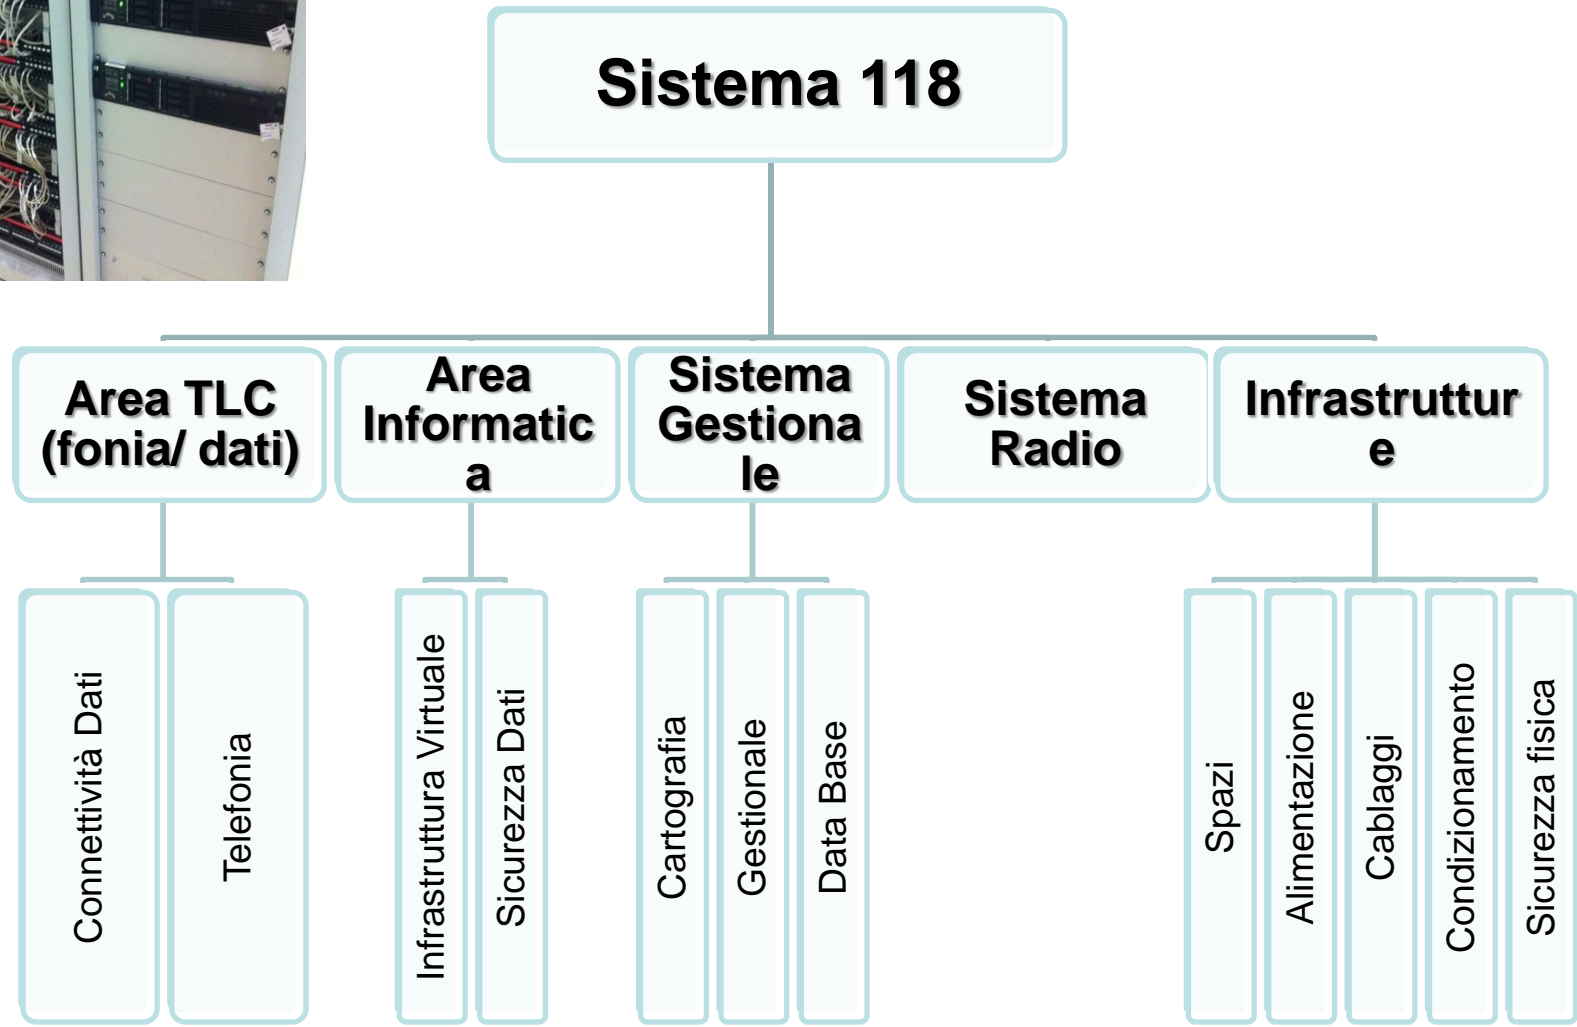 Sistema 118
Area TLC
(fonia/ dati)
Area
Informatic
a
Sistema
Gestiona
le
Sistema
Radio
Infrastruttur
e
Connettività Dati
Telefonia
Infrastruttura Virtuale
Sicurezza Dati
Cartografia
Gestionale
Data Base
Spazi
Alimentazione
Cablaggi
Condizionamento
Sicurezza fisica